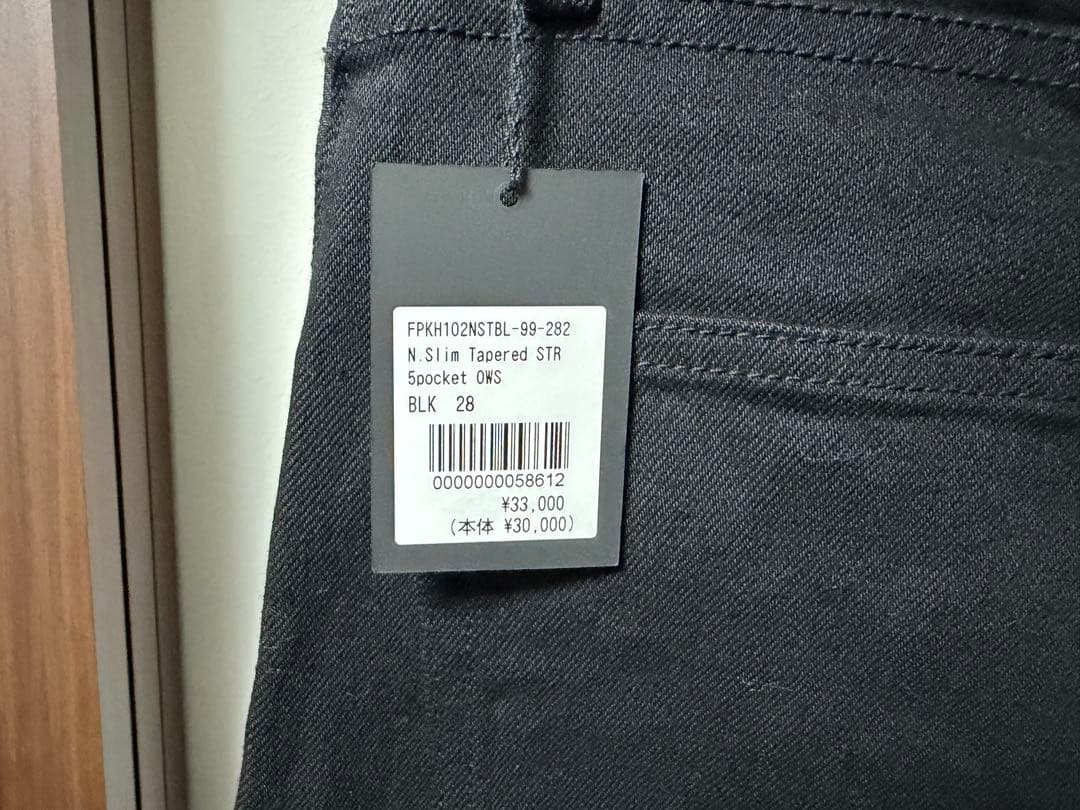 FPKH102NSTBL-99-282
N.Slim Tapered STR
5pocket OWS
BLK 28
0000000058612
¥33,000
(本体 ¥30,000)